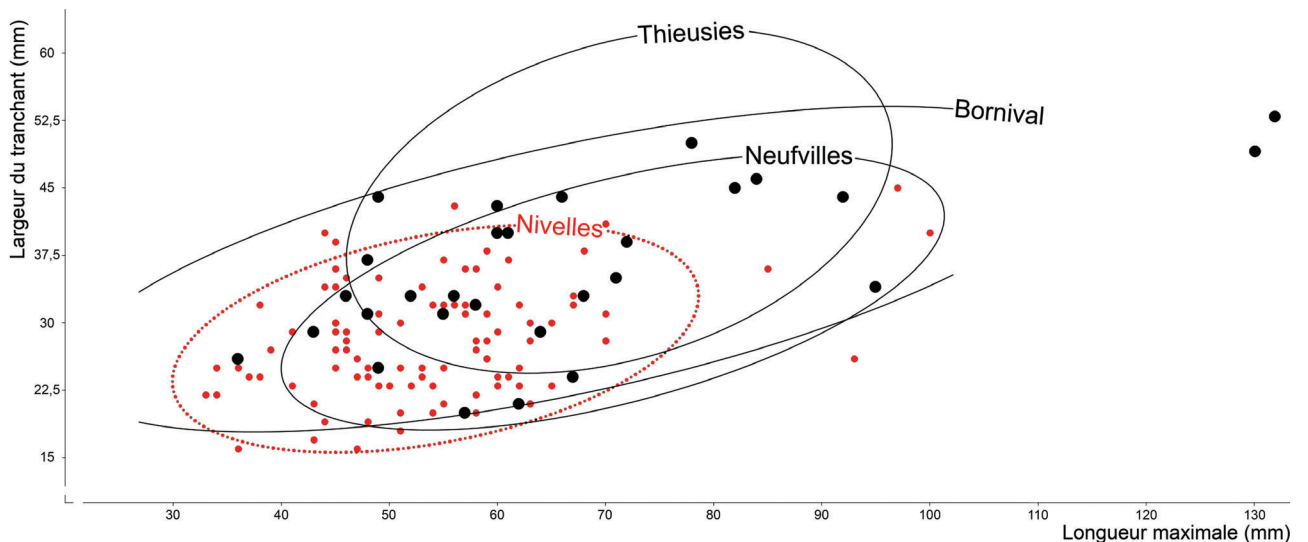 Largeur du tranchant (mm)
60
52,5
45
37,5
30
22,5
15
Thieusies
Bornival
Neufvilles
Nivelles
30 40 50 60 70 80 90 100 110 120 130
Longueur maximale (mm)